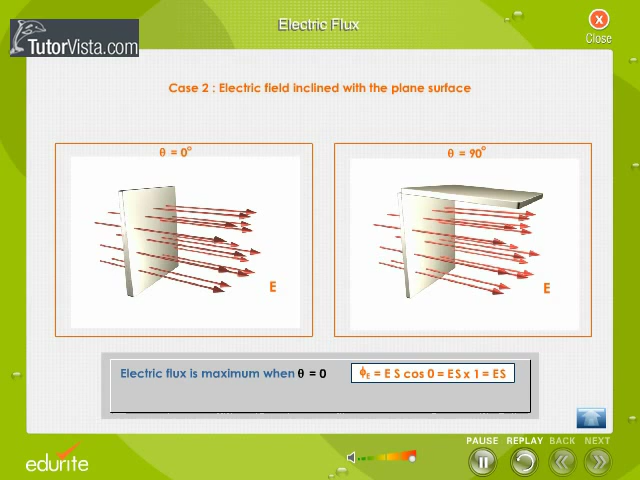 Electric Flux
X
Close
TutorVista.com
Case 2 : Electric field inclined with the plane surface
θ = 0°
θ = 90°
E
E
Electric flux is maximum when θ = 0
ϕE = E S cos 0 = ES x 1 = ES
PAUSE REPLAY BACK NEXT
edurite